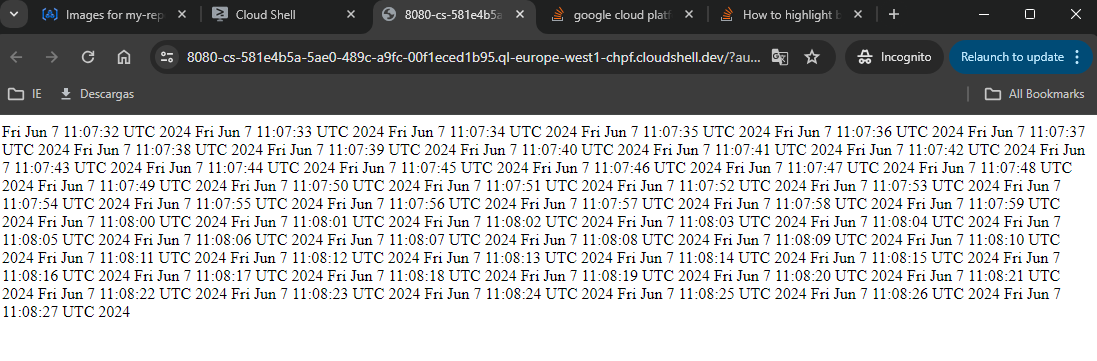 Images for my-rep
Cloud Shell
8080-cs-581e4b5a
google cloud platf
How to highlight b
8080-cs-581e4b5a-5ae0-489c-a9fc-00f1eced1b95.ql-europe-west1-chpf.cloudshell.dev/?au...
Incognito
Relaunch to update
IE
Descargas
All Bookmarks
Fri Jun 7 11:07:32 UTC 2024 Fri Jun 7 11:07:33 UTC 2024 Fri Jun 7 11:07:34 UTC 2024 Fri Jun 7 11:07:35 UTC 2024 Fri Jun 7 11:07:36 UTC 2024 Fri Jun 7 11:07:37
UTC 2024 Fri Jun 7 11:07:38 UTC 2024 Fri Jun 7 11:07:39 UTC 2024 Fri Jun 7 11:07:40 UTC 2024 Fri Jun 7 11:07:41 UTC 2024 Fri Jun 7 11:07:42 UTC 2024 Fri Jun
7 11:07:43 UTC 2024 Fri Jun 7 11:07:44 UTC 2024 Fri Jun 7 11:07:45 UTC 2024 Fri Jun 7 11:07:46 UTC 2024 Fri Jun 7 11:07:47 UTC 2024 Fri Jun 7 11:07:48 UTC
2024 Fri Jun 7 11:07:49 UTC 2024 Fri Jun 7 11:07:50 UTC 2024 Fri Jun 7 11:07:51 UTC 2024 Fri Jun 7 11:07:52 UTC 2024 Fri Jun 7 11:07:53 UTC 2024 Fri Jun 7
11:07:54 UTC 2024 Fri Jun 7 11:07:55 UTC 2024 Fri Jun 7 11:07:56 UTC 2024 Fri Jun 7 11:07:57 UTC 2024 Fri Jun 7 11:07:58 UTC 2024 Fri Jun 7 11:07:59 UTC
2024 Fri Jun 7 11:08:00 UTC 2024 Fri Jun 7 11:08:01 UTC 2024 Fri Jun 7 11:08:02 UTC 2024 Fri Jun 7 11:08:03 UTC 2024 Fri Jun 7 11:08:04 UTC 2024 Fri Jun 7
11:08:05 UTC 2024 Fri Jun 7 11:08:06 UTC 2024 Fri Jun 7 11:08:07 UTC 2024 Fri Jun 7 11:08:08 UTC 2024 Fri Jun 7 11:08:09 UTC 2024 Fri Jun 7 11:08:10 UTC
2024 Fri Jun 7 11:08:11 UTC 2024 Fri Jun 7 11:08:12 UTC 2024 Fri Jun 7 11:08:13 UTC 2024 Fri Jun 7 11:08:14 UTC 2024 Fri Jun 7 11:08:15 UTC 2024 Fri Jun 7
11:08:16 UTC 2024 Fri Jun 7 11:08:17 UTC 2024 Fri Jun 7 11:08:18 UTC 2024 Fri Jun 7 11:08:19 UTC 2024 Fri Jun 7 11:08:20 UTC 2024 Fri Jun 7 11:08:21 UTC
2024 Fri Jun 7 11:08:22 UTC 2024 Fri Jun 7 11:08:23 UTC 2024 Fri Jun 7 11:08:24 UTC 2024 Fri Jun 7 11:08:25 UTC 2024 Fri Jun 7 11:08:26 UTC 2024 Fri Jun 7
11:08:27 UTC 2024